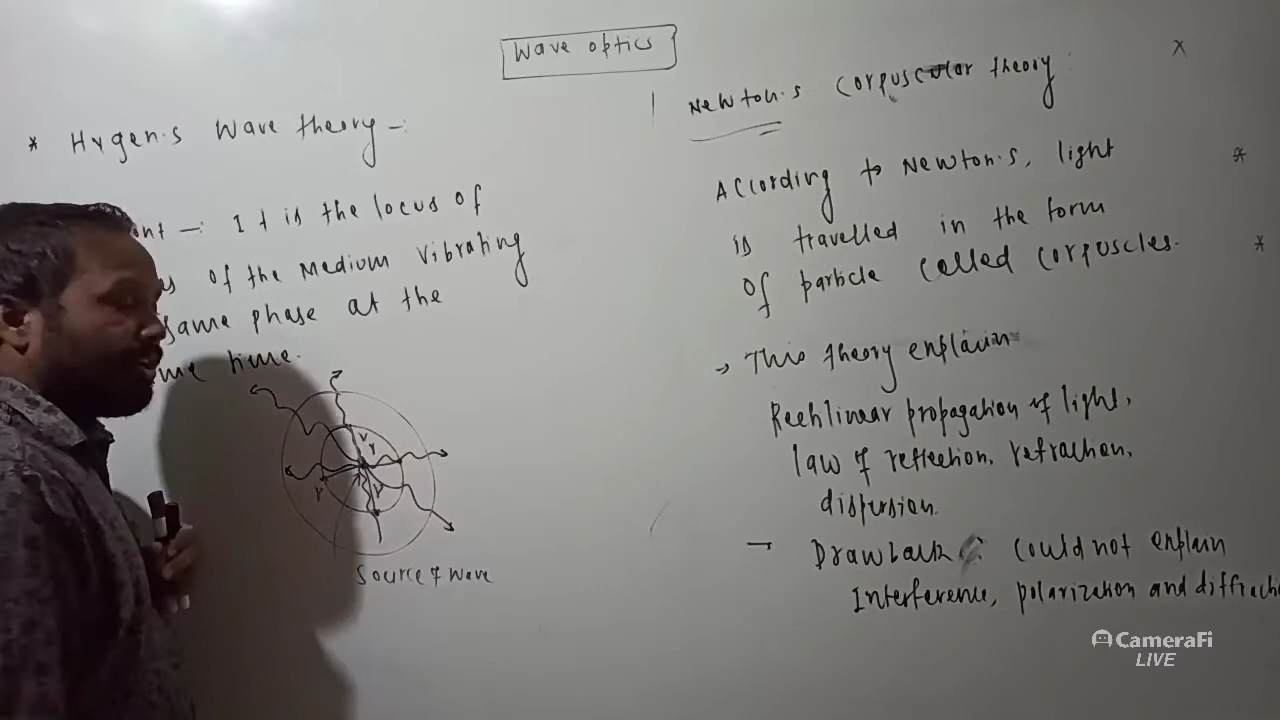 Wave optics
* Hygen's Wave theory -:
nt -: It is the locus of
s of the Medium vibrating
same phase at the
me time.
Source of wave
Newton's Corpuscular theory:
x
According to Newton's, light
is travelled in the form
of particle called corpuscles.
*
*
→ This theory explain
Rectilinear propagation of light,
law of reflection, refraction,
dispersion.
→ Drawback: could not explain
Interference, polarization and diffracti
CameraFi
LIVE